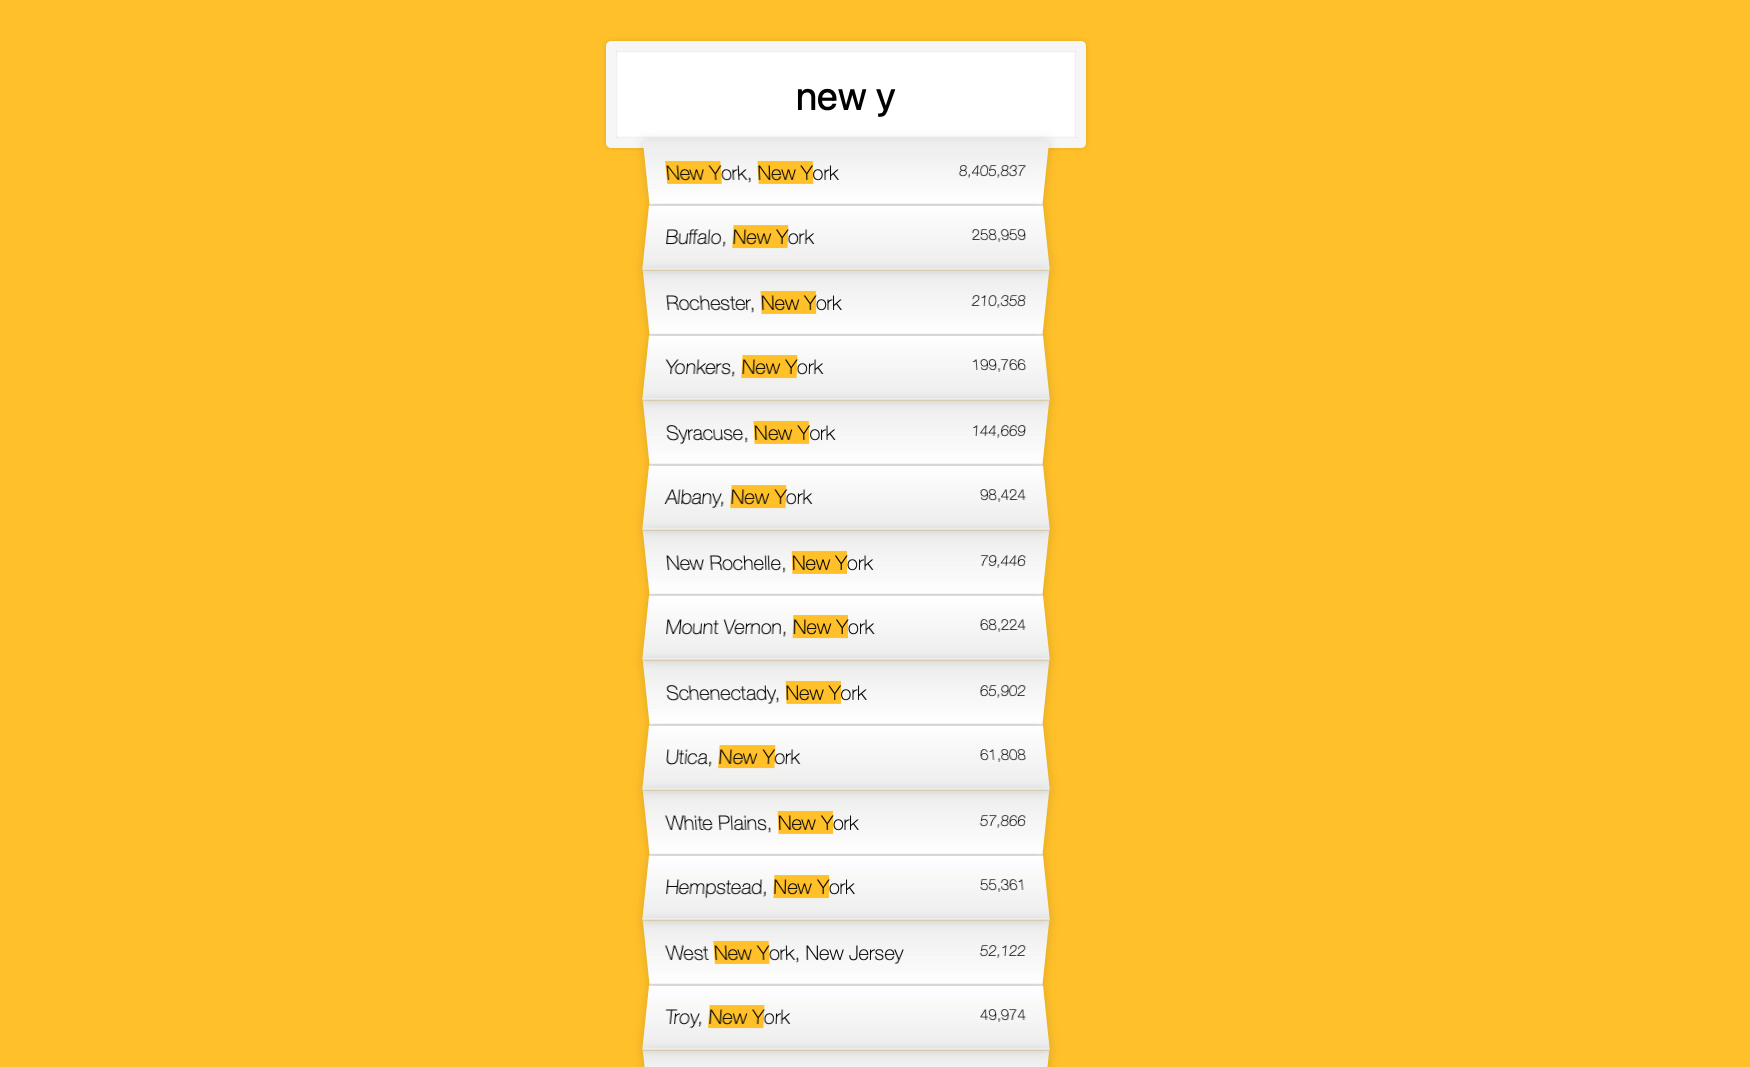 new y
New York, New York 8,405,837
Buffalo, New York 258,959
Rochester, New York 210,358
Yonkers, New York 199,766
Syracuse, New York 144,669
Albany, New York 98,424
New Rochelle, New York 79,446
Mount Vernon, New York 68,224
Schenectady, New York 65,902
Utica, New York 61,808
White Plains, New York 57,866
Hempstead, New York 55,361
West New York, New Jersey 52,122
Troy, New York 49,974